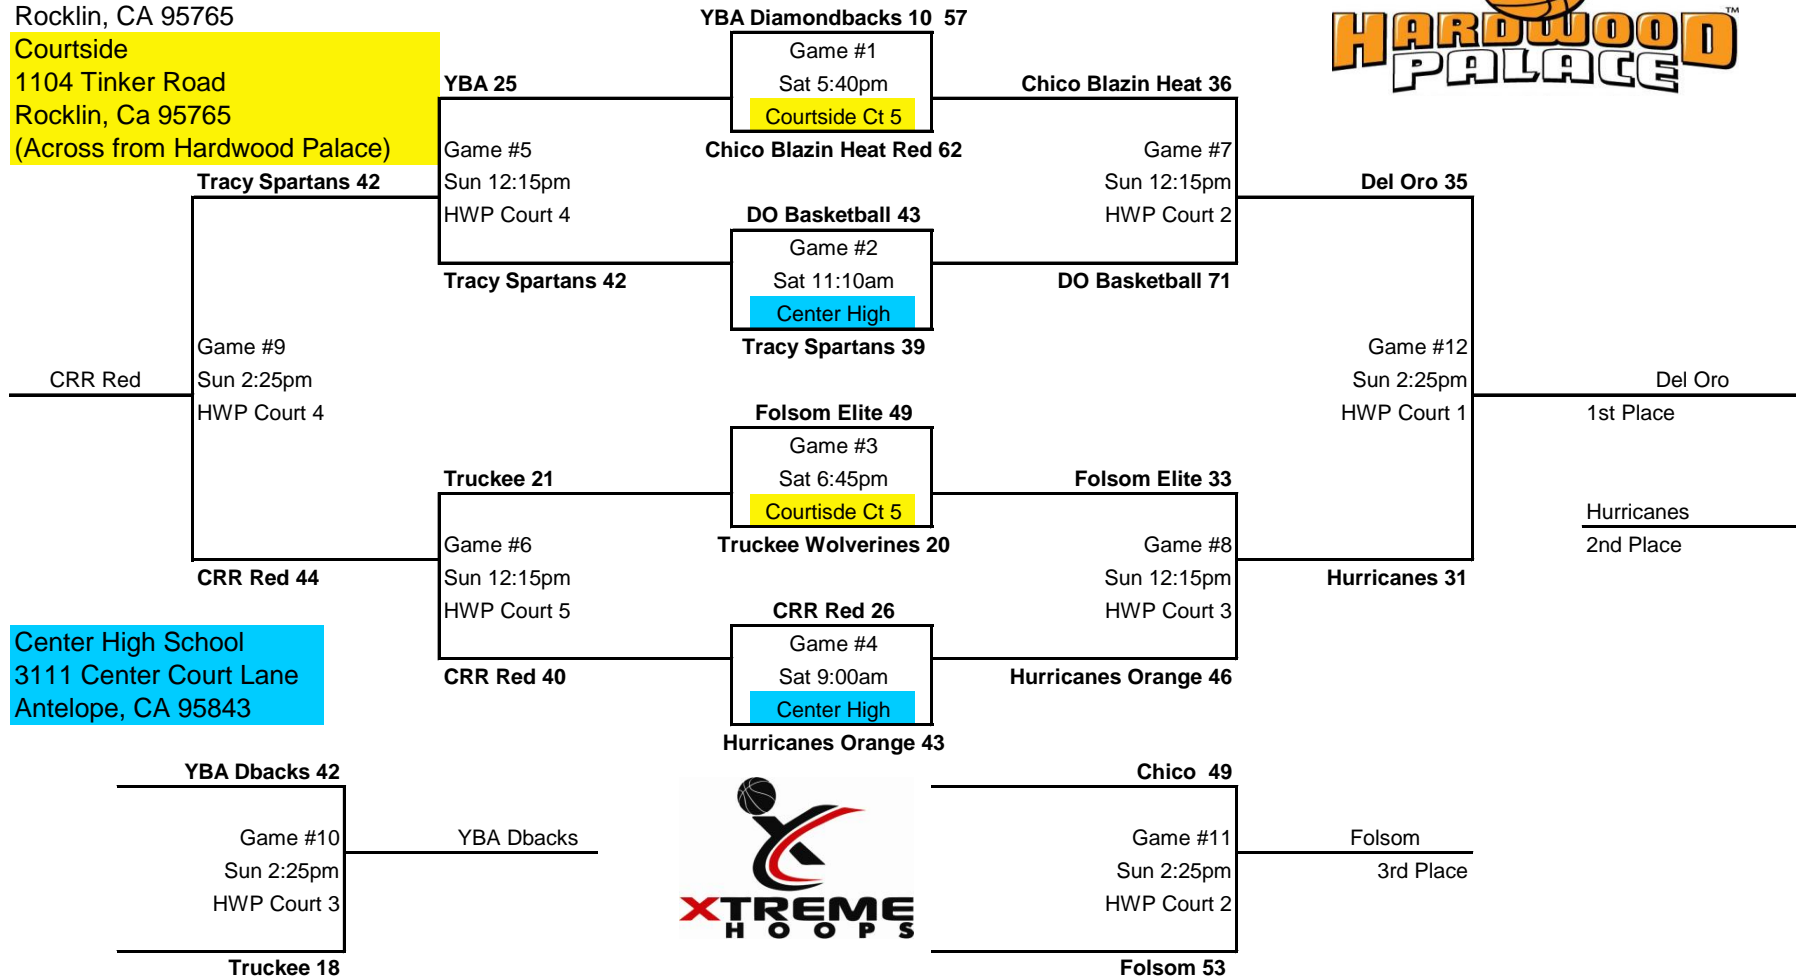 Rocklin, CA 95765
Courtside
1104 Tinker Road
Rocklin, Ca 95765
(Across from Hardwood Palace)
HARDWOOD
PALACE
TM
YBA Diamondbacks 10  57
Game #1
Sat 5:40pm
Courtside Ct 5
Chico Blazin Heat Red 62
YBA 25
Game #5
Sun 12:15pm
HWP Court 4
Tracy Spartans 42
Chico Blazin Heat 36
Game #7
Sun 12:15pm
HWP Court 2
DO Basketball 71
Tracy Spartans 42
Del Oro 35
DO Basketball 43
Game #2
Sat 11:10am
Center High
Tracy Spartans 39
Game #9
Sun 2:25pm
HWP Court 4
CRR Red
Game #12
Sun 2:25pm
HWP Court 1
Del Oro
1st Place
Folsom Elite 49
Game #3
Sat 6:45pm
Courtisde Ct 5
Truckee Wolverines 20
Truckee 21
Game #6
Sun 12:15pm
HWP Court 5
CRR Red 40
Folsom Elite 33
Game #8
Sun 12:15pm
HWP Court 3
Hurricanes Orange 46
Hurricanes
2nd Place
CRR Red 44
Hurricanes 31
CRR Red 26
Game #4
Sat 9:00am
Center High
Hurricanes Orange 43
Center High School
3111 Center Court Lane
Antelope, CA 95843
YBA Dbacks 42
Game #10
Sun 2:25pm
HWP Court 3
Truckee 18
YBA Dbacks
XTREME
HOOPS
Chico  49
Game #11
Sun 2:25pm
HWP Court 2
Folsom 53
Folsom
3rd Place